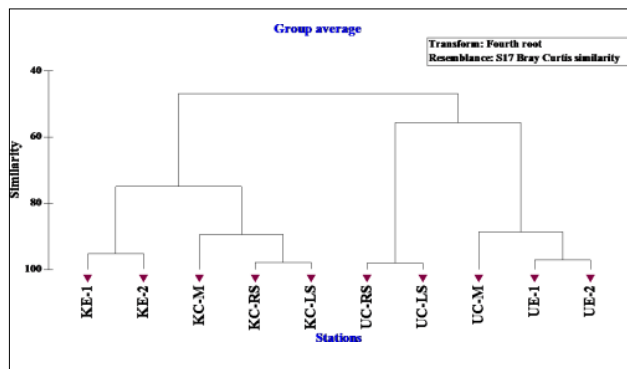 Group average
Transform: Fourth root
Resemblance: S17 Bray Curtis similarity
40
60
80
100
Similarity
KE-1
KE-2
KC-M
KC-RS
KC-LS
UC-RS
UC-LS
UC-M
UE-1
UE-2
Stations